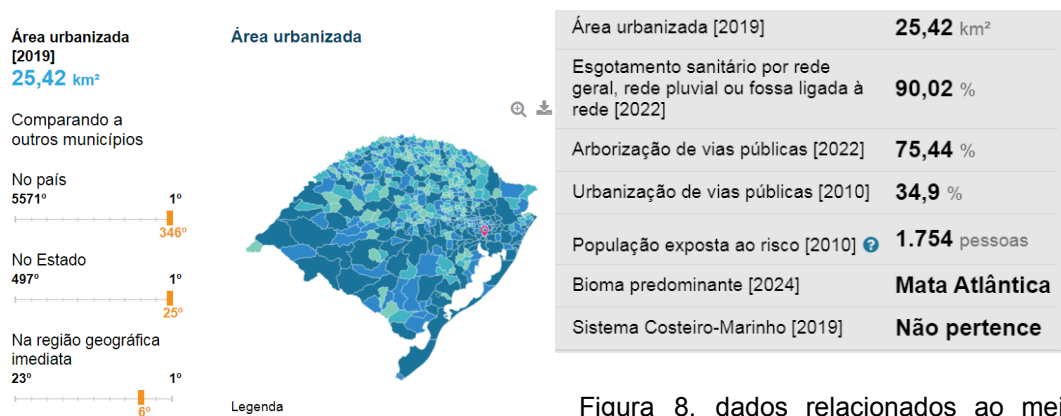 Área urbanizada
[2019]
25,42 km²
Comparando a
outros municípios
No país
5571º 1º
346º
No Estado
497º 1º
25º
Na região geográfica
imediata
23º 1º
6º
Área urbanizada
Legenda
Área urbanizada [2019] 25,42 km²
Esgotamento sanitário por rede
geral, rede pluvial ou fossa ligada à
rede [2022] 90,02 %
Arborização de vias públicas [2022] 75,44 %
Urbanização de vias públicas [2010] 34,9 %
População exposta ao risco [2010] ? 1.754 pessoas
Bioma predominante [2024] Mata Atlântica
Sistema Costeiro-Marinho [2019] Não pertence
Figura 8. dados relacionados ao mei